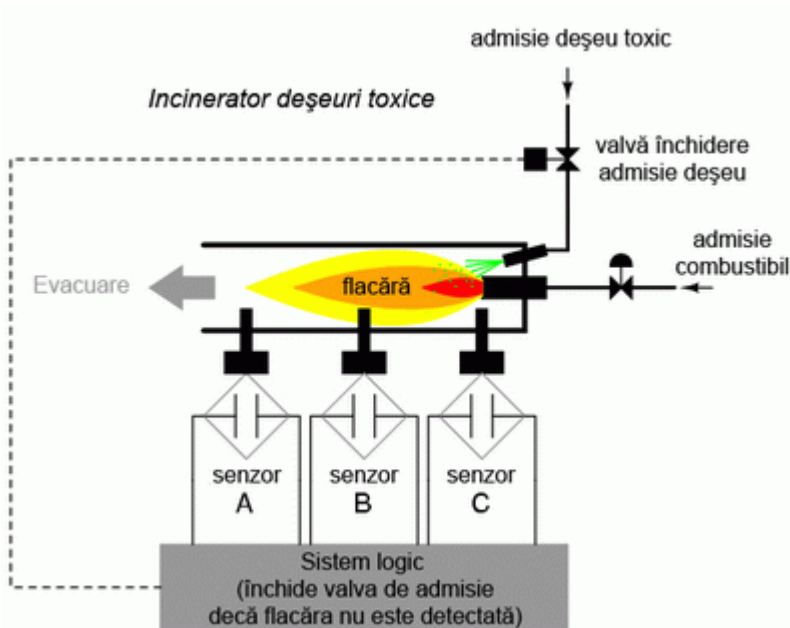 admisie deşeu toxic
Incinerator deşeuri toxice
valvă închidere
admisie deşeu
admisie
combustibil
Evacuare
flacără
senzor
A
senzor
B
senzor
C
Sistem logic
(închide valva de admisie
decă flacăra nu este detectată)